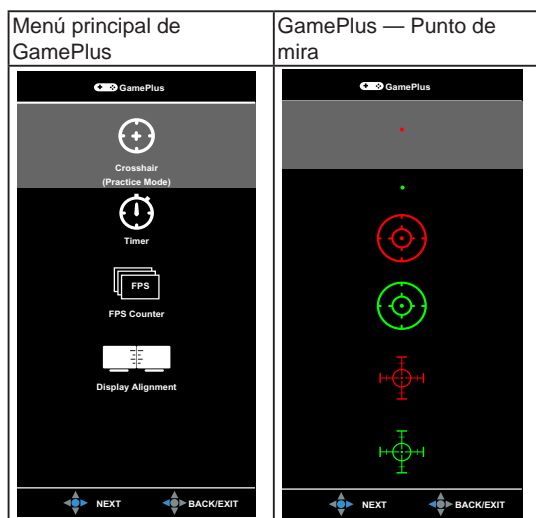 Menú principal de
GamePlus
GamePlus — Punto de
mira
GamePlus
Crosshair
(Practice Mode)
Timer
FPS
FPS Counter
Display Alignment
NEXT BACK/EXIT
GamePlus
NEXT BACK/EXIT